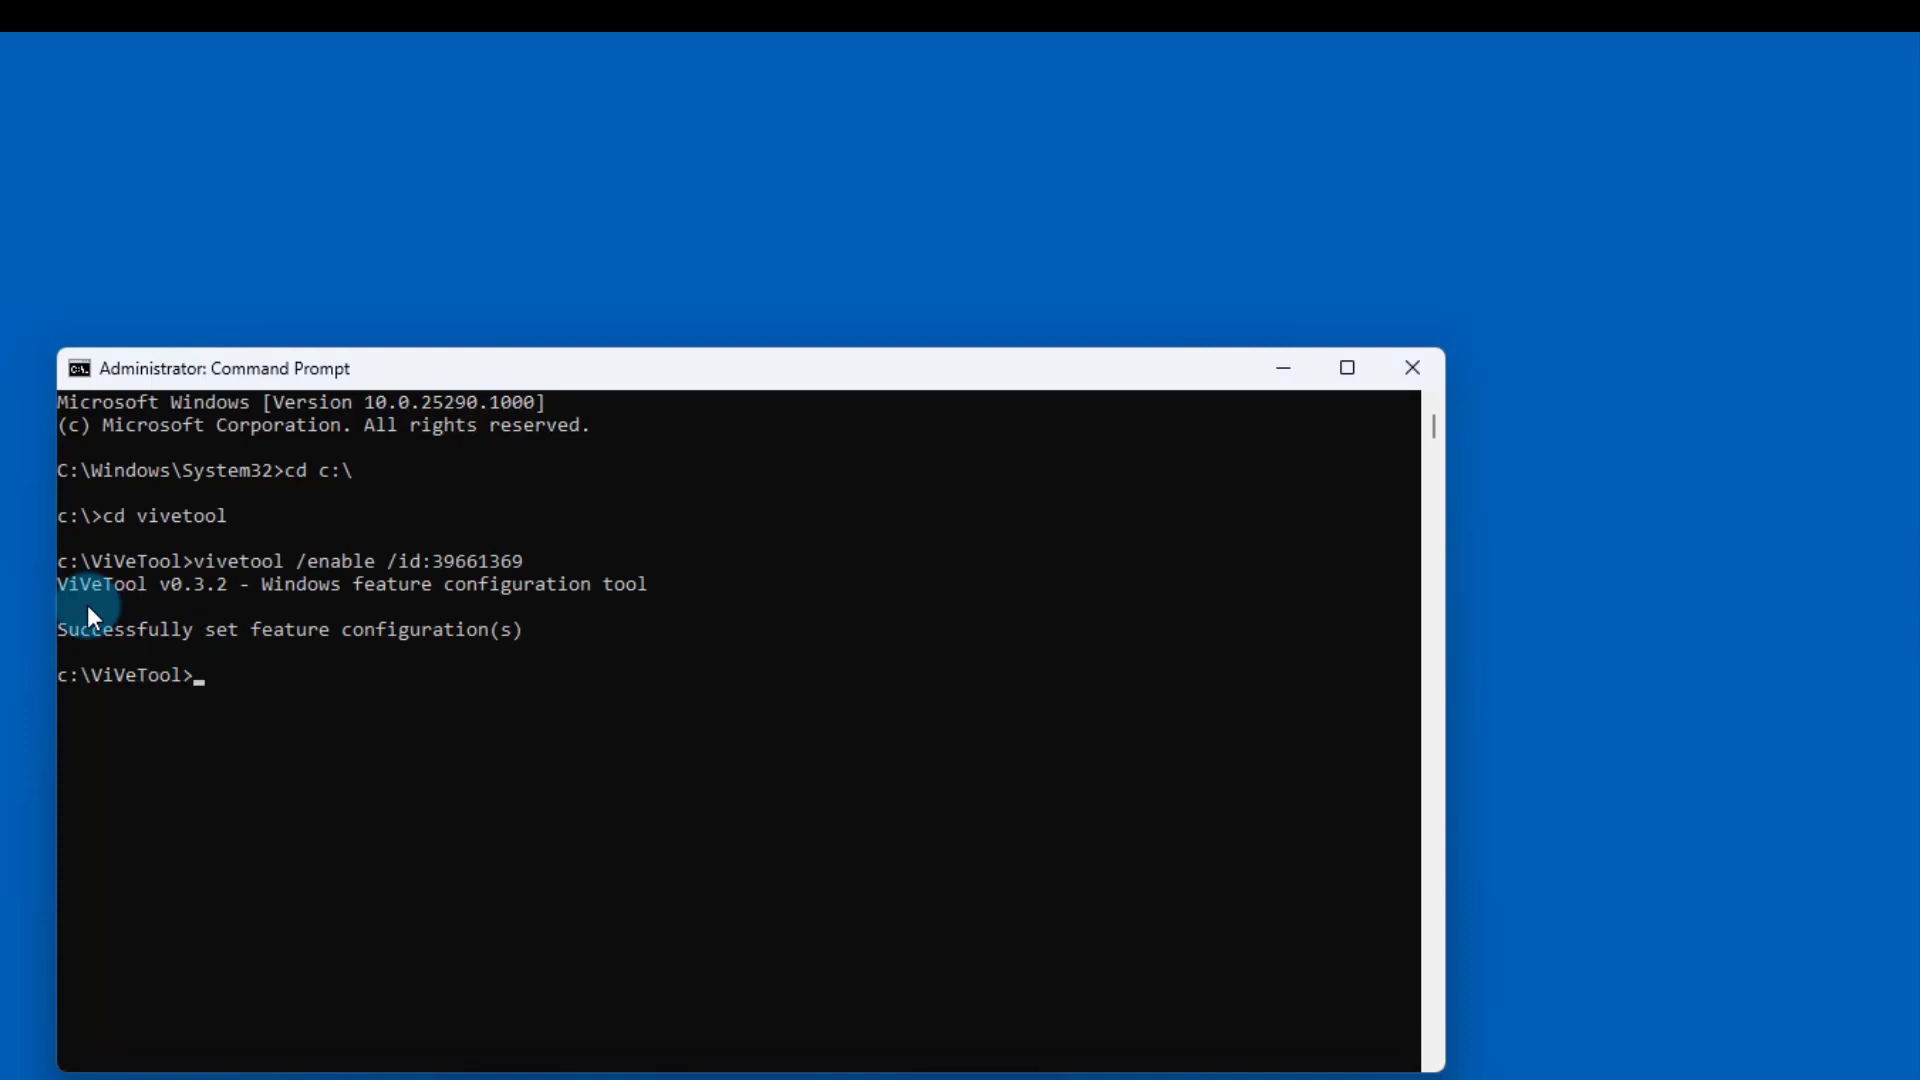 Administrator: Command Prompt
Microsoft Windows [Version 10.0.25290.1000]
(c) Microsoft Corporation. All rights reserved.
C:\Windows\System32>cd c:\
c:\>cd vivetool
c:\ViVeTool>vivetool /enable /id:39661369
ViVeTool v0.3.2 - Windows feature configuration tool
Successfully set feature configuration(s)
c:\ViVeTool>